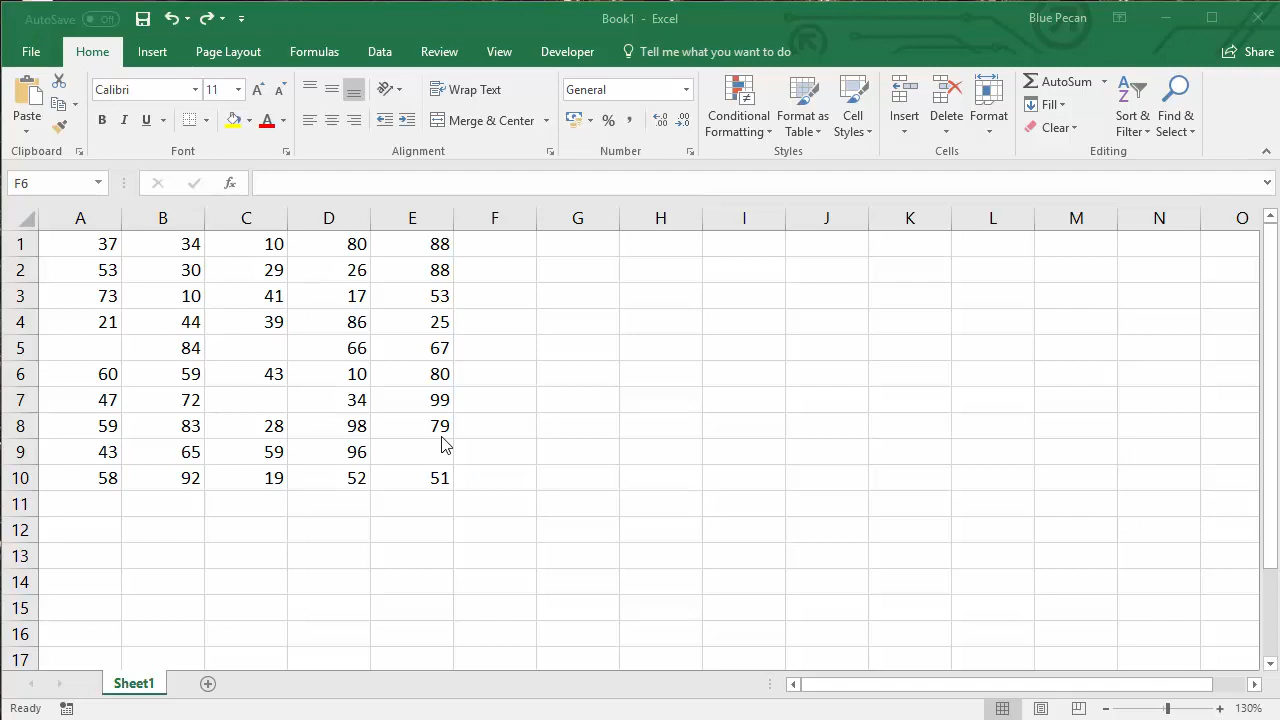 AutoSave Off Book1 - Excel Blue Pecan
File Home Insert Page Layout Formulas Data Review View Developer Tell me what you want to do Share
Paste
Calibri 11
B I U A
Wrap Text
Merge & Center
General
% ,
Conditional Formatting
Format as Table
Cell Styles
Insert Delete Format
AutoSum
Fill
Clear
Sort & Filter
Find & Select
Clipboard Font Alignment Number Styles Cells Editing
F6 fx
A B C D E F G H I J K L M N O
1 37 34 10 80 88
2 53 30 29 26 88
3 73 10 41 17 53
4 21 44 39 86 25
5 84 66 67
6 60 59 43 10 80
7 47 72 34 99
8 59 83 28 98 79
9 43 65 59 96
10 58 92 19 52 51
11
12
13
14
15
16
17
Sheet1
Ready 130%